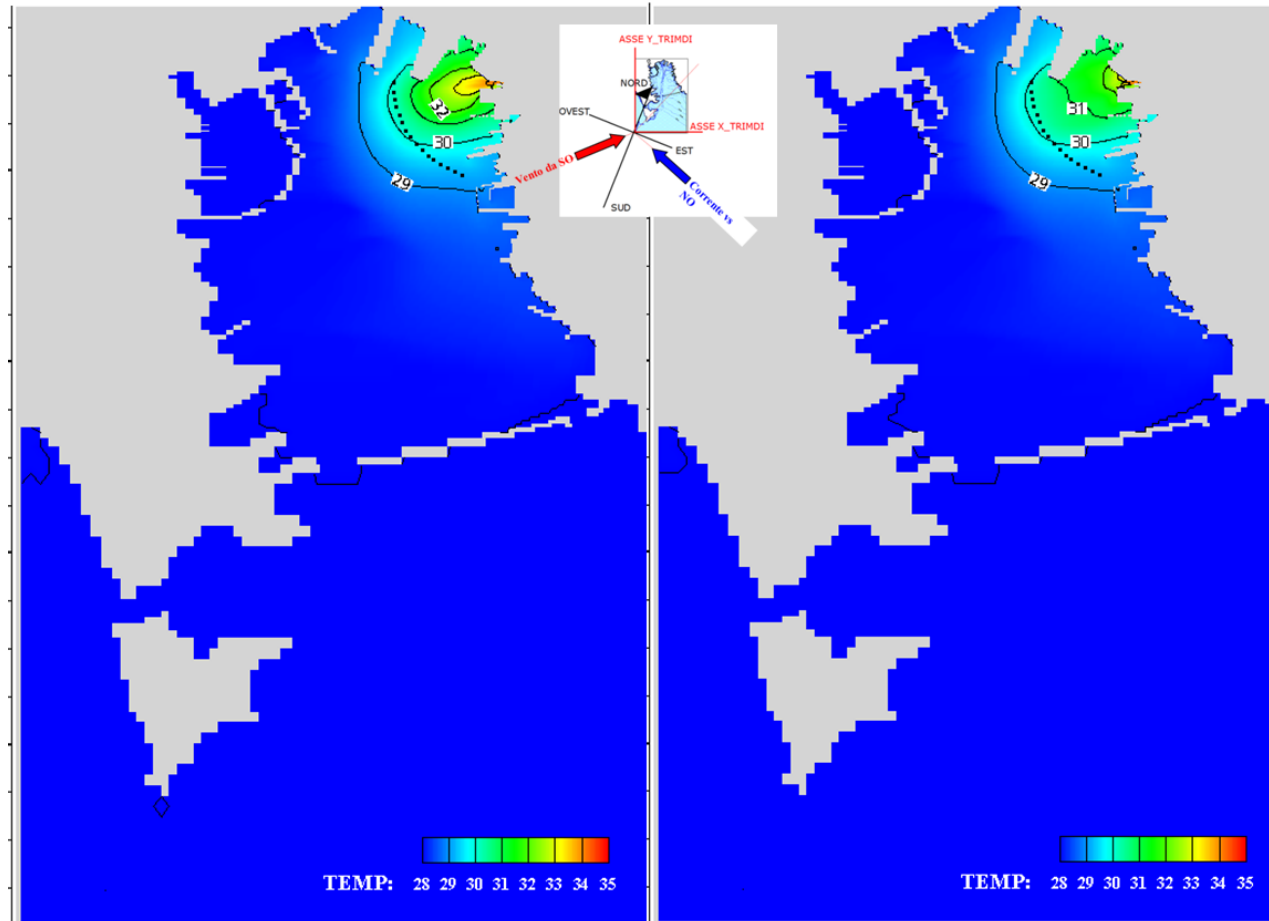 ASSE Y_TRIMDI
NORD
OVEST
ASSE X_TRIMDI
EST
SUD
Vento da SO
Corrente vs
NO
32
30
29
31
30
29
TEMP: 28 29 30 31 32 33 34 35
TEMP: 28 29 30 31 32 33 34 35